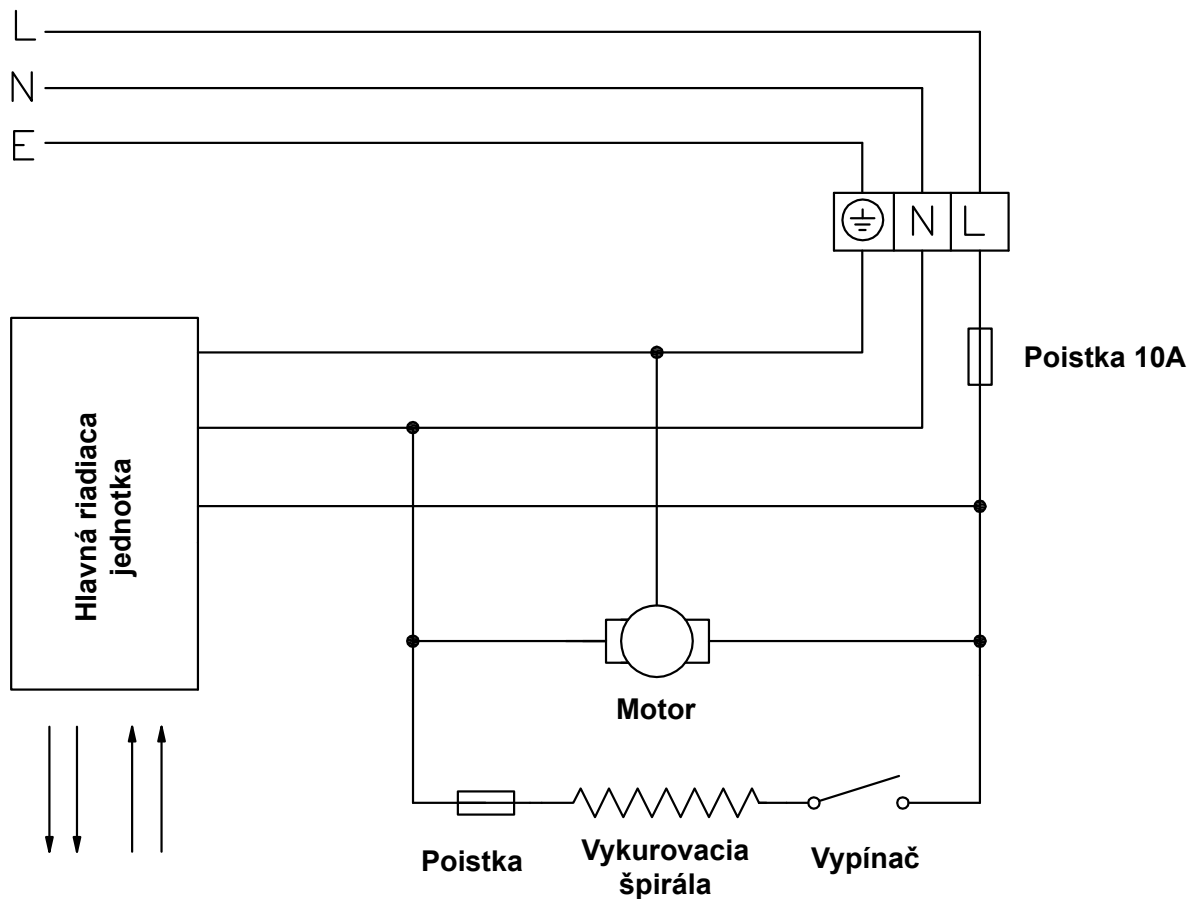 L
N
E
N
L
Poistka 10A
Hlavná riadiaca
jednotka
Motor
Poistka
Vykurovacia
špirála
Vypínač